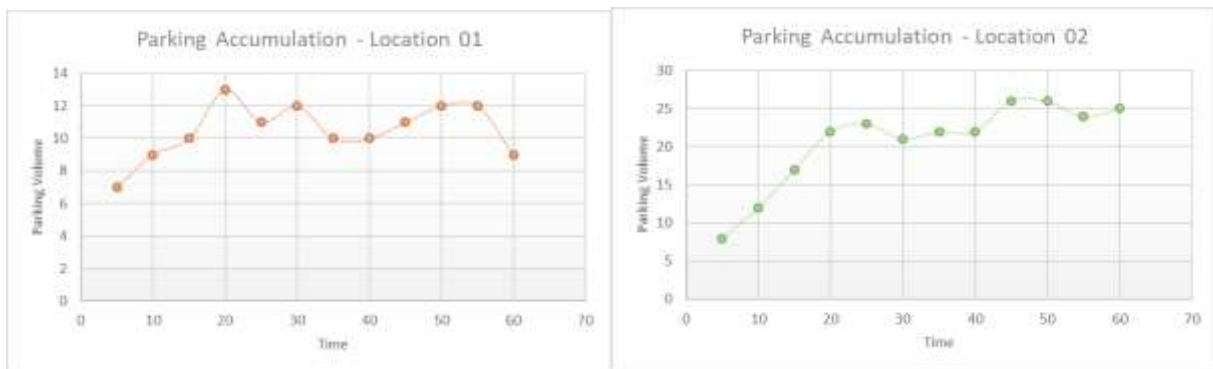 Parking Accumulation - Location 01
14
12
10
8
6
4
2
0
Parking Volume
0 10 20 30 40 50 60 70
Time
Parking Accumulation - Location 02
30
25
20
15
10
5
0
Parking Volume
0 10 20 30 40 50 60 70
Time